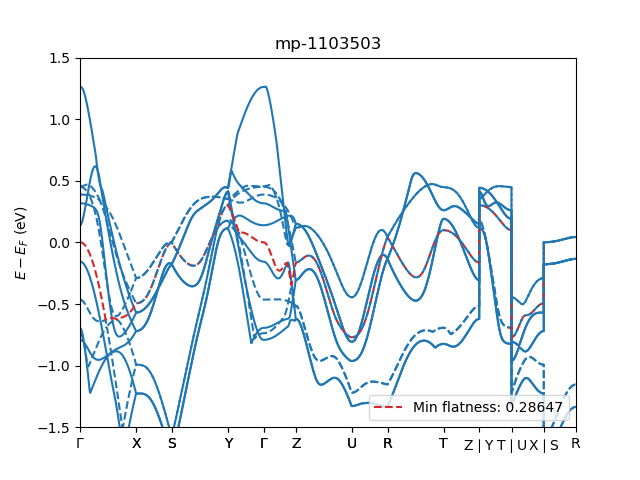 mp-1103503
E − E_F (eV)
1.5
1.0
0.5
0.0
−0.5
−1.0
−1.5
Min flatness: 0.28647
Γ X S Y Γ Z U R T Z | Y T | U X | S R